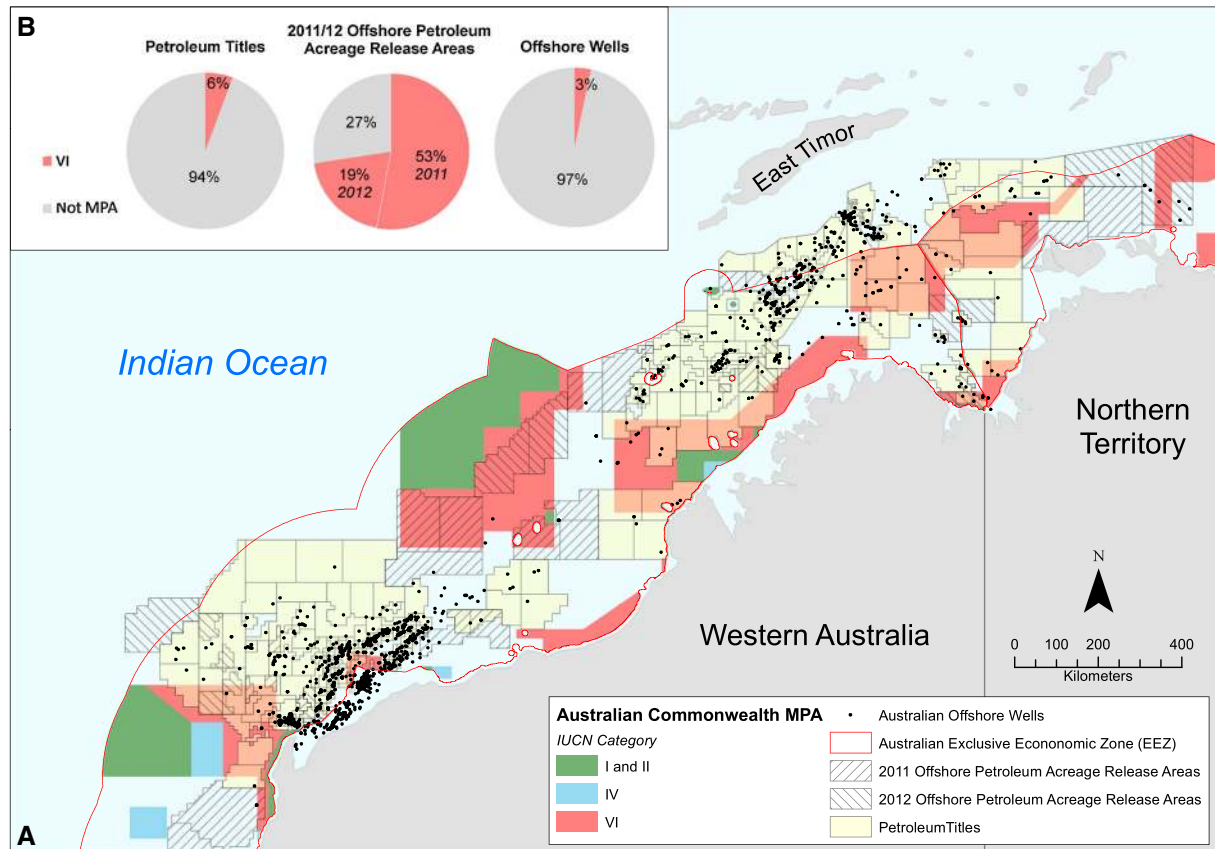 B
Petroleum Titles
2011/12 Offshore Petroleum
Acreage Release Areas
Offshore Wells
6%
94%
27%
53%
2011
19%
2012
3%
97%
VI
Not MPA
East Timor
Indian Ocean
Northern
Territory
Western Australia
N
0 200 400
Kilometers
Australian Commonwealth MPA
IUCN Category
I and II
IV
VI
Australian Offshore Wells
Australian Exclusive Econonomic Zone (EEZ)
2011 Offshore Petroleum Acreage Release Areas
2012 Offshore Petroleum Acreage Release Areas
PetroleumTitles
A